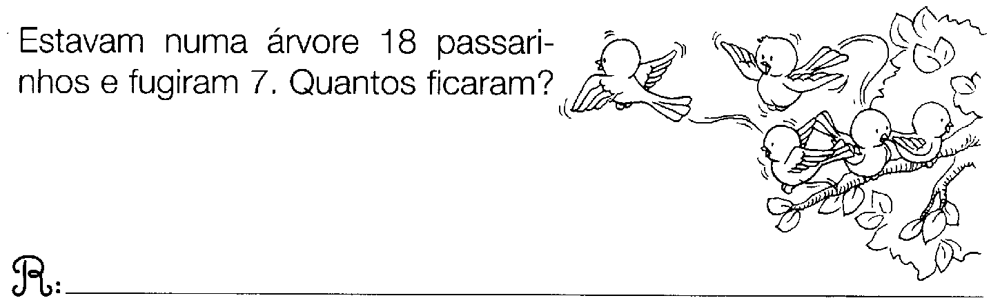 Estavam numa árvore 18 passari-
nhos e fugiram 7. Quantos ficaram?
R: